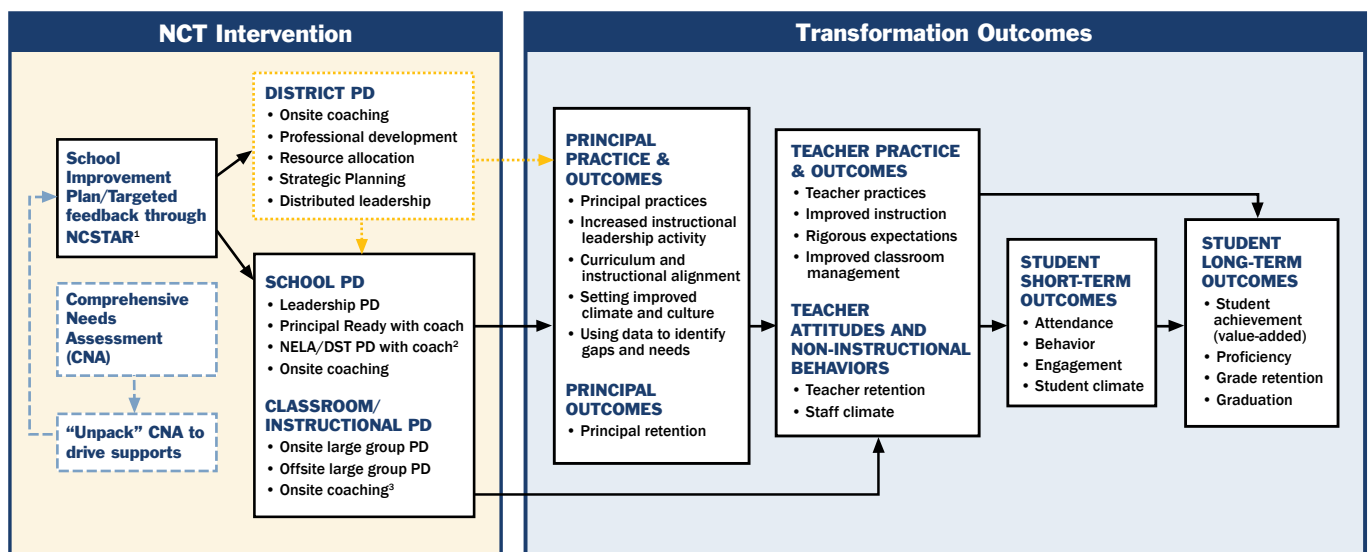 NCT Intervention
School
Improvement
Plan/Targeted
feedback through
NCSTAR¹
Comprehensive
Needs
Assessment
(CNA)
“Unpack” CNA to
drive supports
DISTRICT PD
• Onsite coaching
• Professional development
• Resource allocation
• Strategic Planning
• Distributed leadership
SCHOOL PD
• Leadership PD
• Principal Ready with coach
• NELA/DST PD with coach²
• Onsite coaching
CLASSROOM/
INSTRUCTIONAL PD
• Onsite large group PD
• Offsite large group PD
• Onsite coaching³
Transformation Outcomes
PRINCIPAL
PRACTICE &
OUTCOMES
• Principal practices
• Increased instructional
leadership activity
• Curriculum and
instructional alignment
• Setting improved
climate and culture
• Using data to identify
gaps and needs
PRINCIPAL
OUTCOMES
• Principal retention
TEACHER PRACTICE
& OUTCOMES
• Teacher practices
• Improved instruction
• Rigorous expectations
• Improved classroom
management
TEACHER
ATTITUDES AND
NON-INSTRUCTIONAL
BEHAVIORS
• Teacher retention
• Staff climate
STUDENT
SHORT-TERM
OUTCOMES
• Attendance
• Behavior
• Engagement
• Student climate
STUDENT
LONG-TERM
OUTCOMES
• Student
achievement
(value-added)
• Proficiency
• Grade retention
• Graduation